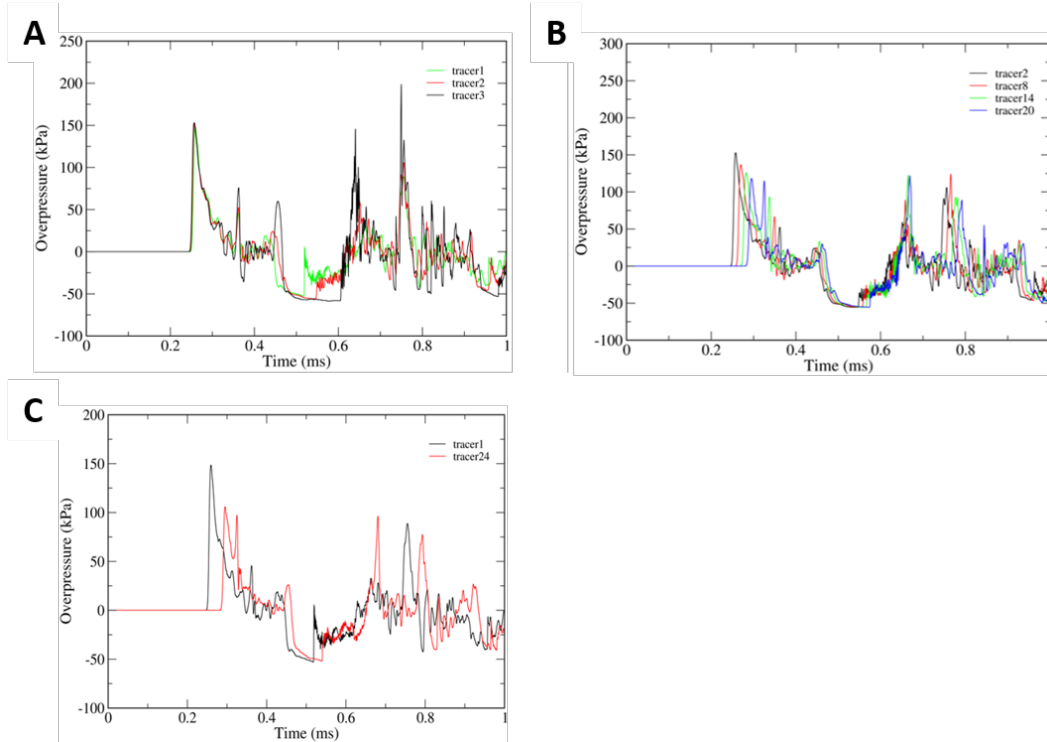 A
250
200
150
100
50
0
-50
-100
Overpressure (kPa)
tracer1
tracer2
tracer3
0 0.2 0.4 0.6 0.8 1
Time (ms)
B
300
250
200
150
100
50
0
-50
-100
Overpressure (kPa)
tracer2
tracer8
tracer14
tracer20
0 0.2 0.4 0.6 0.8
Time (ms)
C
200
150
100
50
0
-50
-100
Overpressure (kPa)
tracer1
tracer24
0 0.2 0.4 0.6 0.8 1
Time (ms)